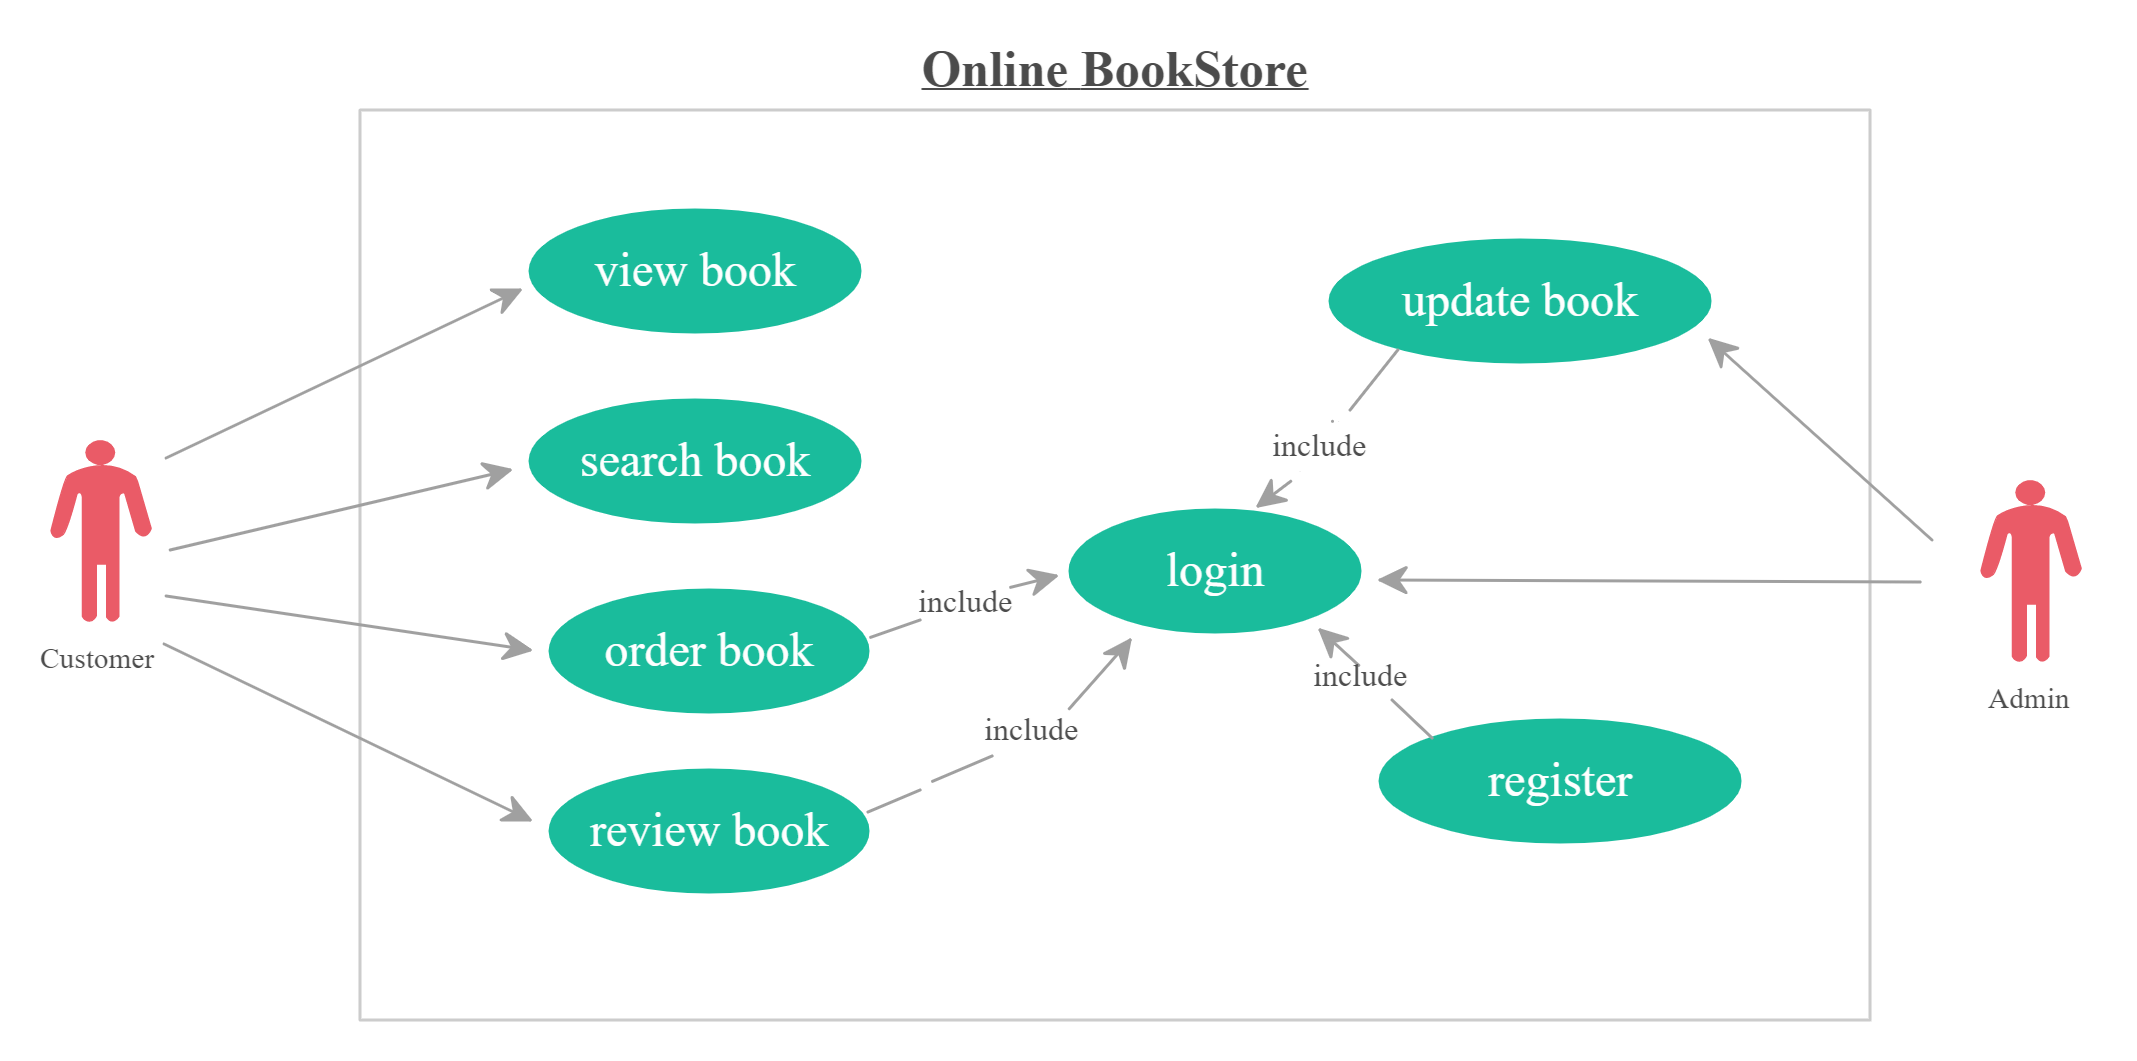 Online BookStore
view book
update book
search book
include
login
include
order book
Customer
include
Admin
include
register
review book